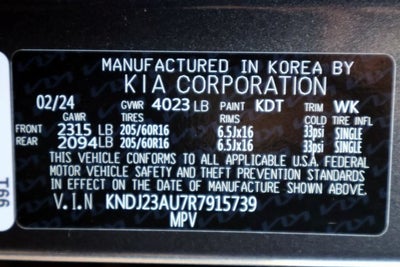 MANUFACTURED IN KOREA BY
KIA CORPORATION
02/24 GVWR 4023 LB PAINT KDT TRIM WK
GAWR TIRES RIMS COLD TIRE INFL
FRONT 2315 LB 205/60R16 6.5Jx16 33psi SINGLE
REAR 2094 LB 205/60R16 6.5Jx16 33psi SINGLE
THIS VEHICLE CONFORMS TO ALL APPLICABLE U.S.A. FEDERAL
MOTOR VEHICLE SAFETY AND THEFT PREVENTION STANDARDS
IN EFFECT ON THE DATE OF MANUFACTURE SHOWN ABOVE.
V.I.N KNDJ23AU7R7915739
MPV
T66